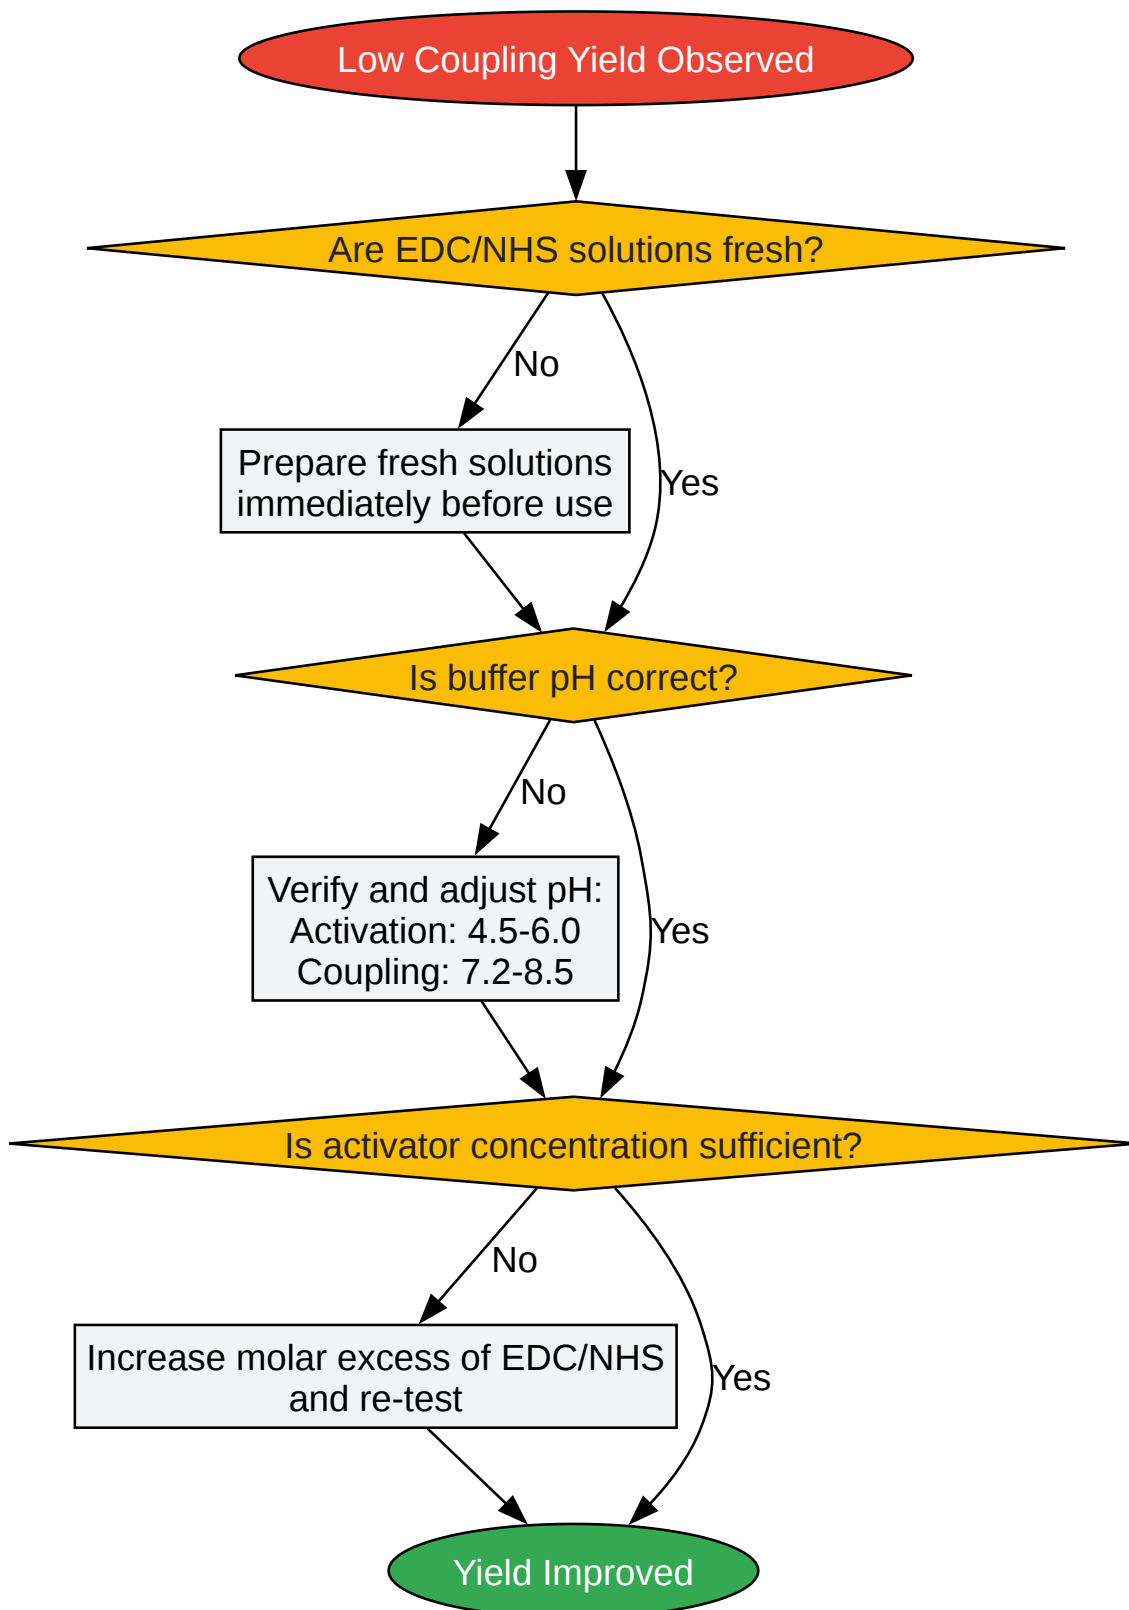 Low Coupling Yield Observed
Are EDC/NHS solutions fresh?
No
Prepare fresh solutions
immediately before use
Yes
Is buffer pH correct?
No
Verify and adjust pH:
Activation: 4.5-6.0
Coupling: 7.2-8.5
Yes
Is activator concentration sufficient?
No
Increase molar excess of EDC/NHS
and re-test
Yes
Yield Improved